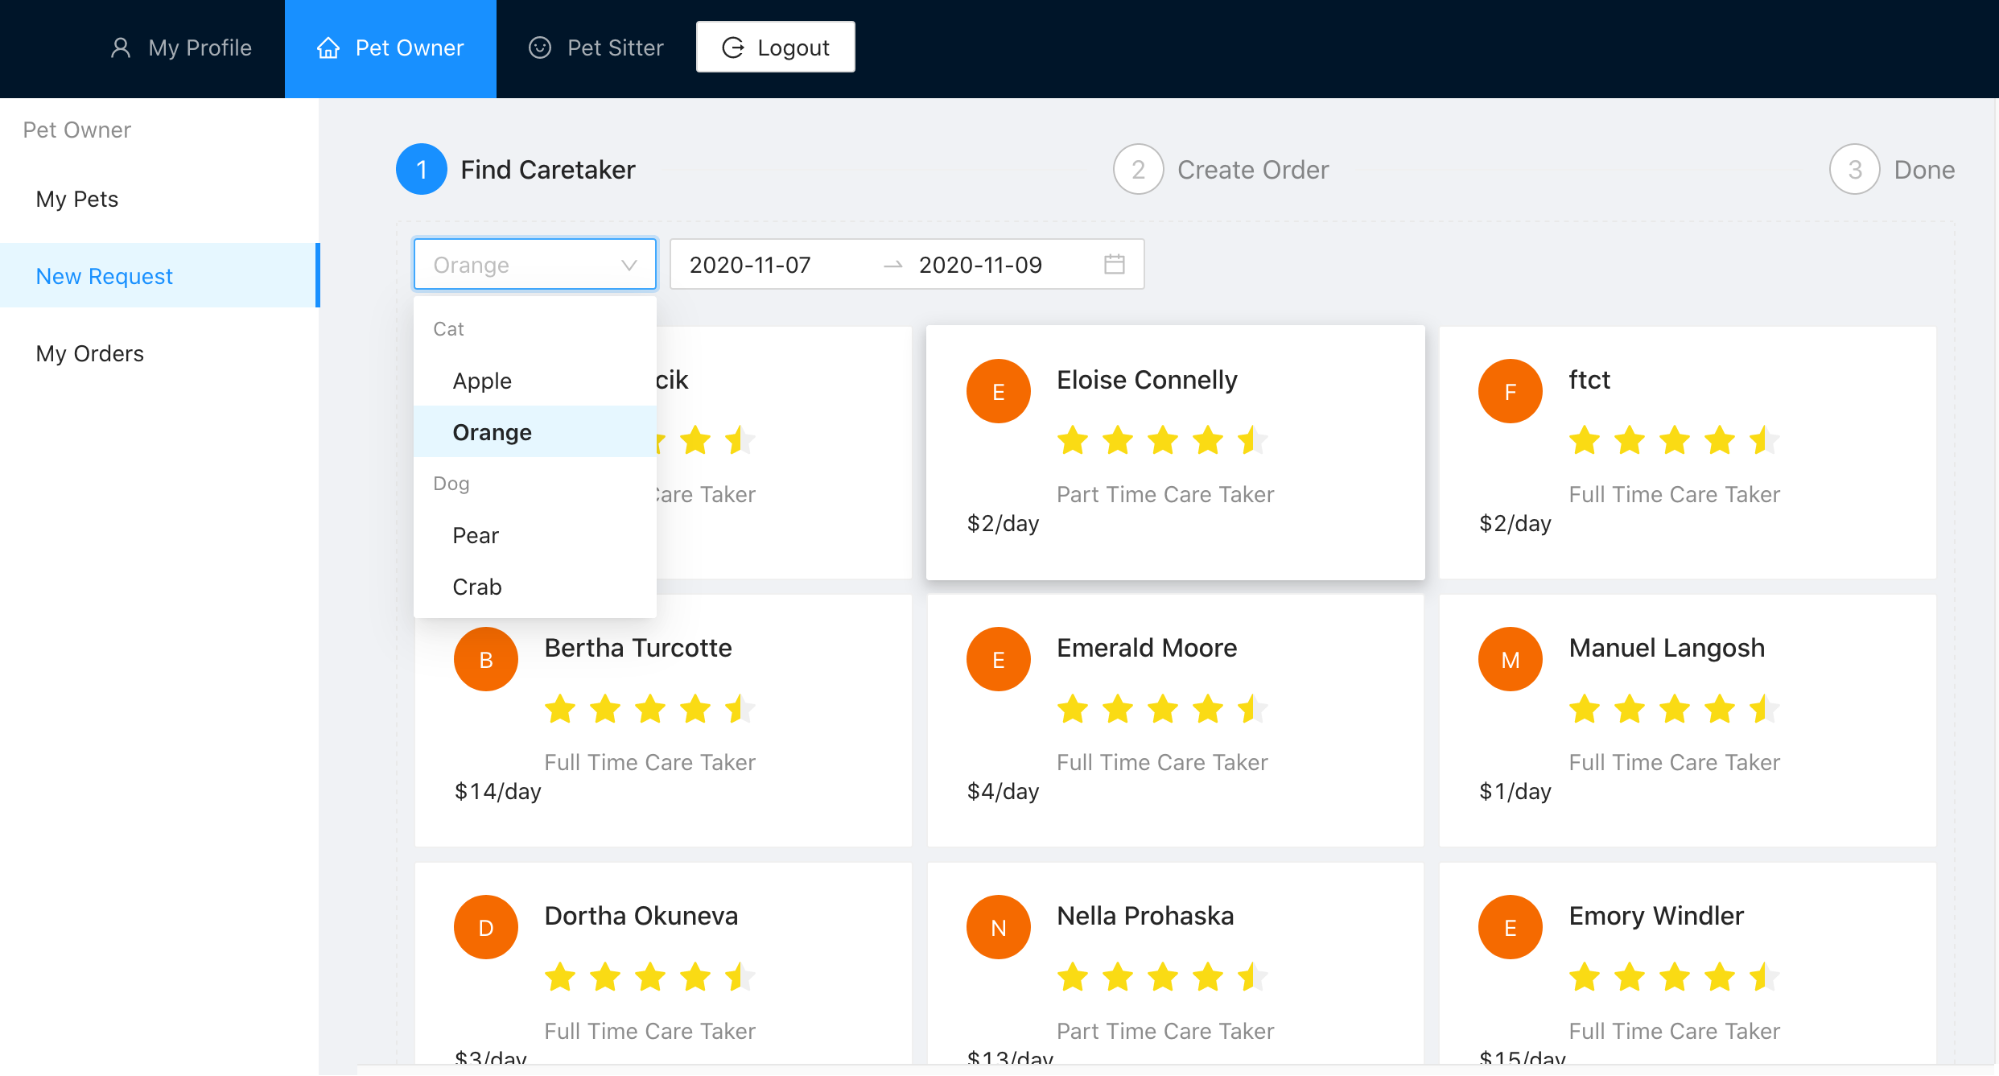 My Profile
Pet Owner
Pet Sitter
Logout
Pet Owner
My Pets
New Request
My Orders
1 Find Caretaker
2 Create Order
3 Done
Orange
2020-11-07 → 2020-11-09
Cat
Apple
Orange
Dog
Pear
Crab
cik
Care Taker
E
Eloise Connelly
Part Time Care Taker
$2/day
F
ftct
Full Time Care Taker
$2/day
B
Bertha Turcotte
Full Time Care Taker
$14/day
E
Emerald Moore
Full Time Care Taker
$4/day
M
Manuel Langosh
Full Time Care Taker
$1/day
D
Dortha Okuneva
Full Time Care Taker
$3/day
N
Nella Prohaska
Part Time Care Taker
$13/day
E
Emory Windler
Full Time Care Taker
$15/day